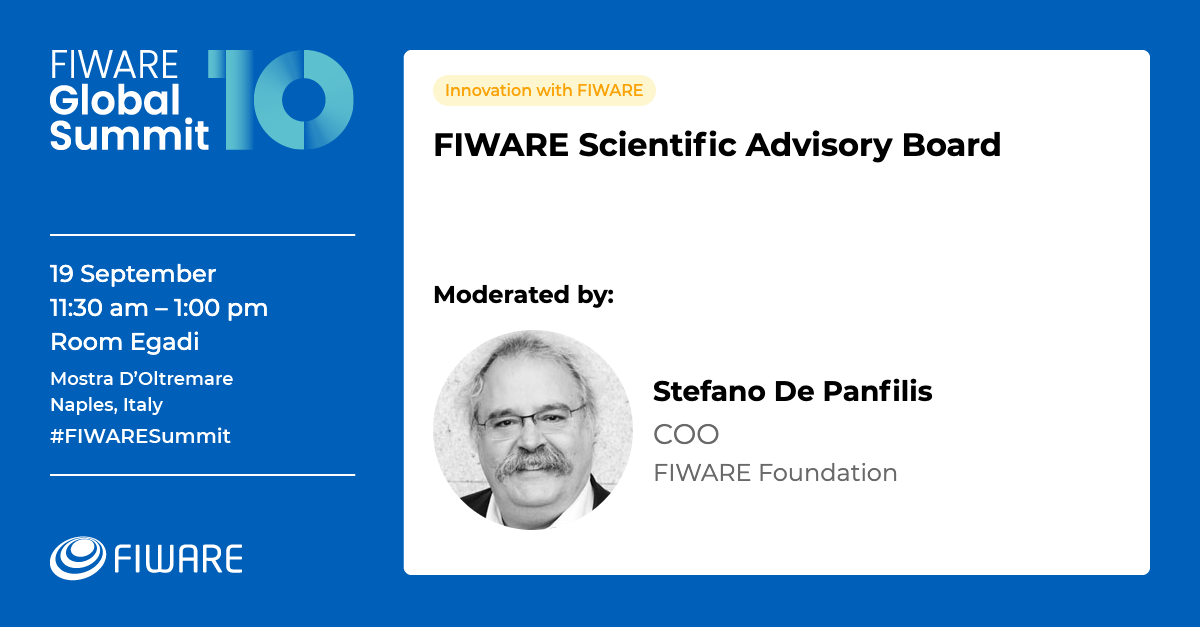 FIWARE
Global
Summit
10
19 September
11:30 am – 1:00 pm
Room Egadi
Mostra D’Oltremare
Naples, Italy
#FIWARESummit
FIWARE
Innovation with FIWARE
FIWARE Scientific Advisory Board
Moderated by:
Stefano De Panfilis
COO
FIWARE Foundation